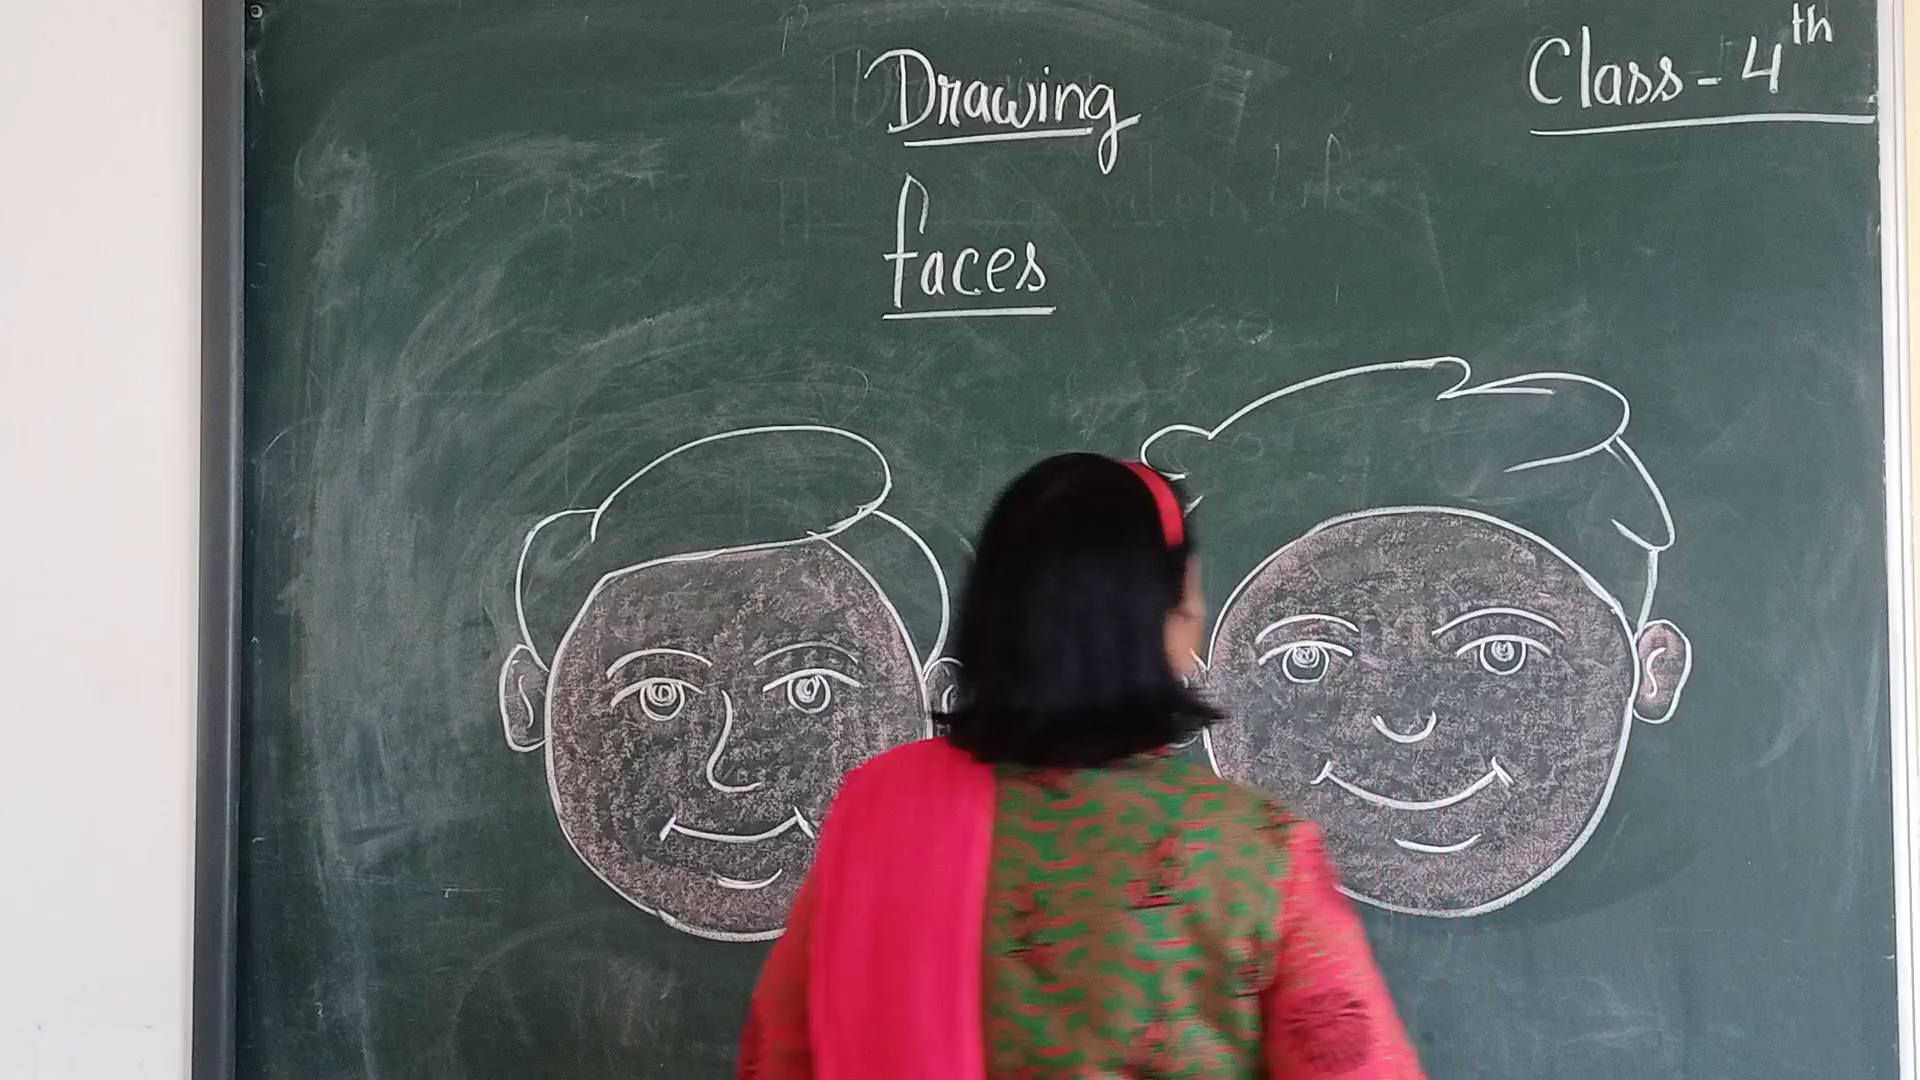 Drawing
Class - 4th
faces